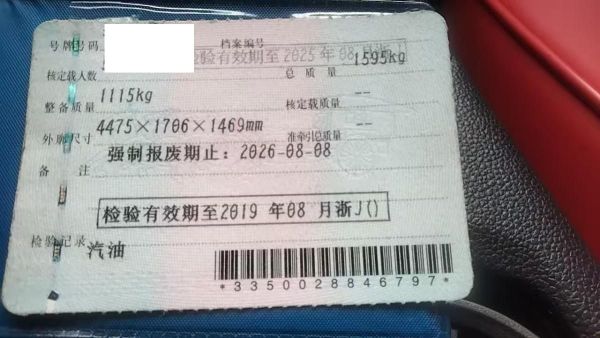 号牌号码 档案编号
检验有效期至2025年08月浙J()
核定载人数 总质量 1595kg
整备质量 1115kg 核定载质量 --
外廓尺寸 4475×1706×1469mm 准牵引总质量 --
强制报废期止：2026-08-08
备 注
检验有效期至2019年08月浙J()
检验记录 汽油
*3350028846797*